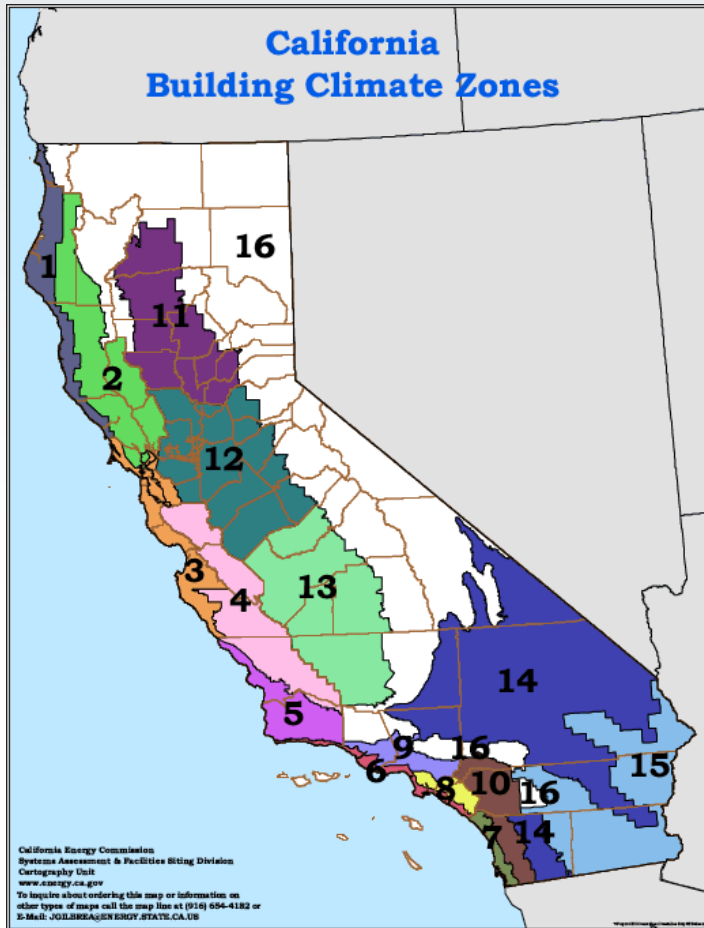 California
Building Climate Zones
16
1
11
2
12
3
13
4
14
5
15
9
16
6
10
8
16
7
14
California Energy Commission
Systems Assessment & Facilities Siting Division
Cartography Unit
www.energy.ca.gov
To inquire about ordering this map or information on
other types of maps call the map line at (916) 654-4182 or
E-Mail: JGILBREA@ENERGY.STATE.CA.US